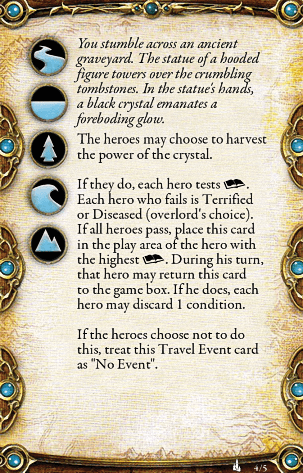 You stumble across an ancient
graveyard. The statue of a hooded
figure towers over the crumbling
tombstones. In the statue's hands,
a black crystal emanates a
foreboding glow.
The heroes may choose to harvest
the power of the crystal.
If they do, each hero tests .
Each hero who fails is Terrified
or Diseased (overlord's choice).
If all heroes pass, place this card
in the play area of the hero with
the highest . During his turn,
that hero may return this card
to the game box. If he does, each
hero may discard 1 condition.
If the heroes choose not to do
this, treat this Travel Event card
as "No Event".
4/5